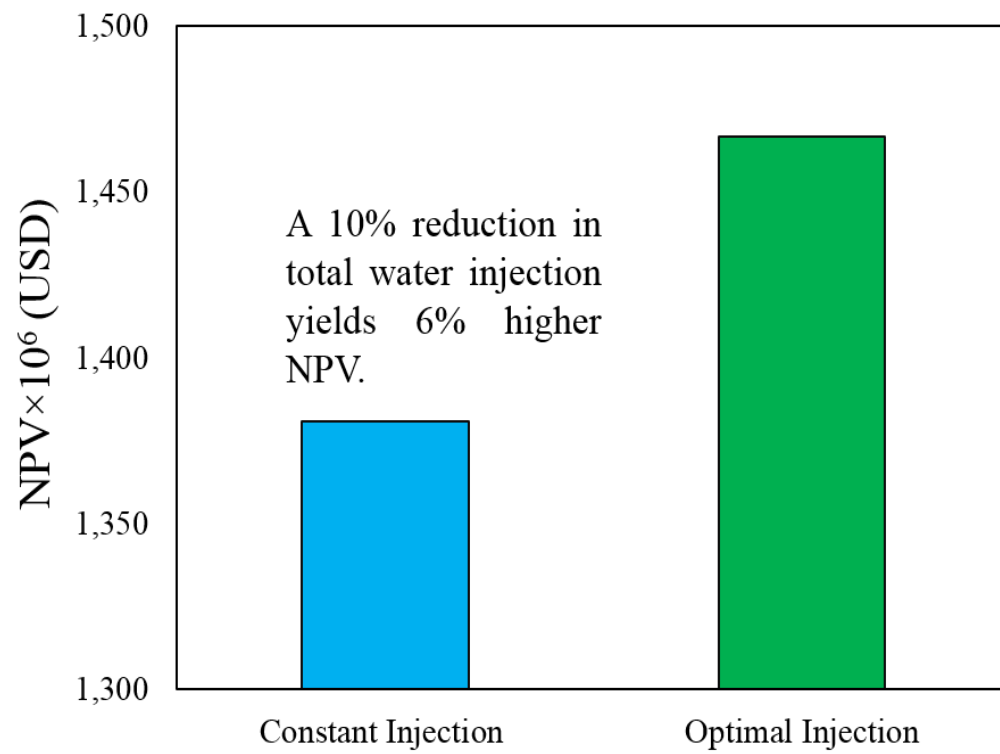 1,500
1,450
1,400
1,350
1,300
NPV×10⁶ (USD)
A 10% reduction in
total water injection
yields 6% higher
NPV.
Constant Injection
Optimal Injection